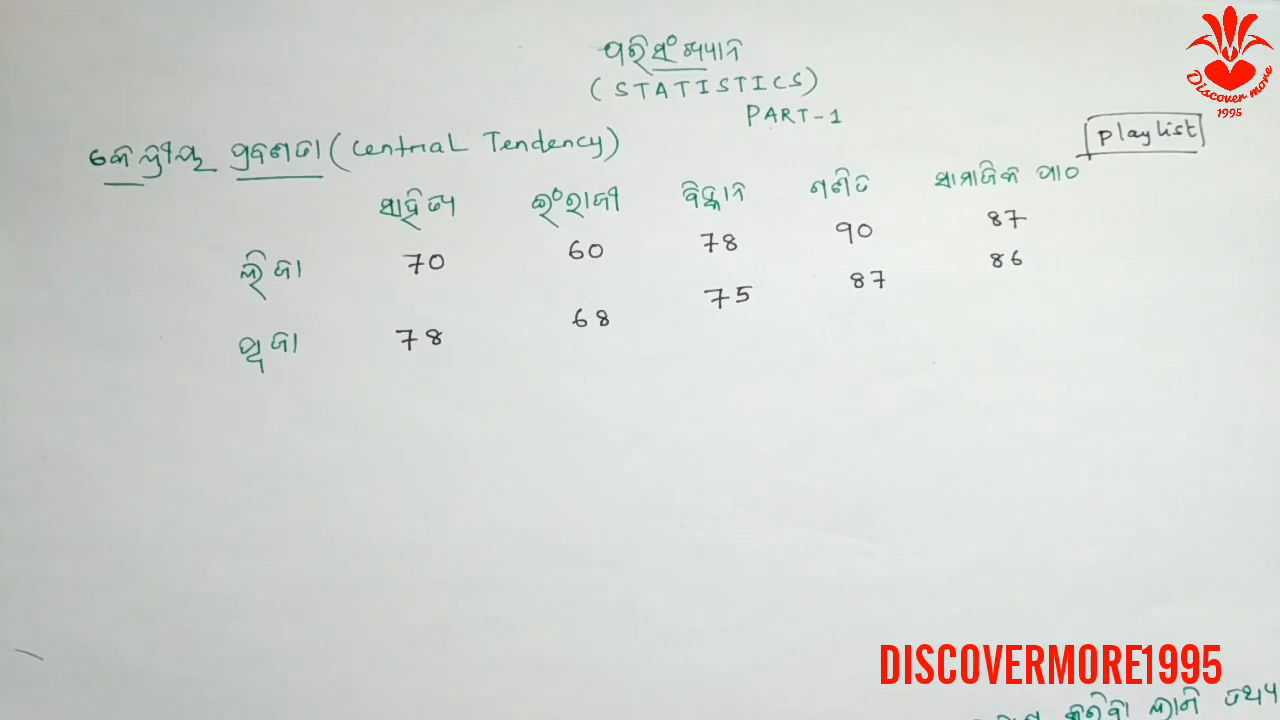 ପରିସଂଖ୍ୟାନ
(STATISTICS)
PART-1
କେନ୍ଦ୍ରୀୟ ପ୍ରବଣତା (Central Tendency)
playlist
ସାହିତ୍ୟ ଇଂରାଜୀ ବିଜ୍ଞାନ ଗଣିତ ସାମାଜିକ ପାଠ
ଲିଜା 70 60 78 90 87
ପୂଜା 78 68 75 87 86
Discover more
1995
DISCOVERMORE1995
କରିବା ଲାଗି ତଥ୍ୟ